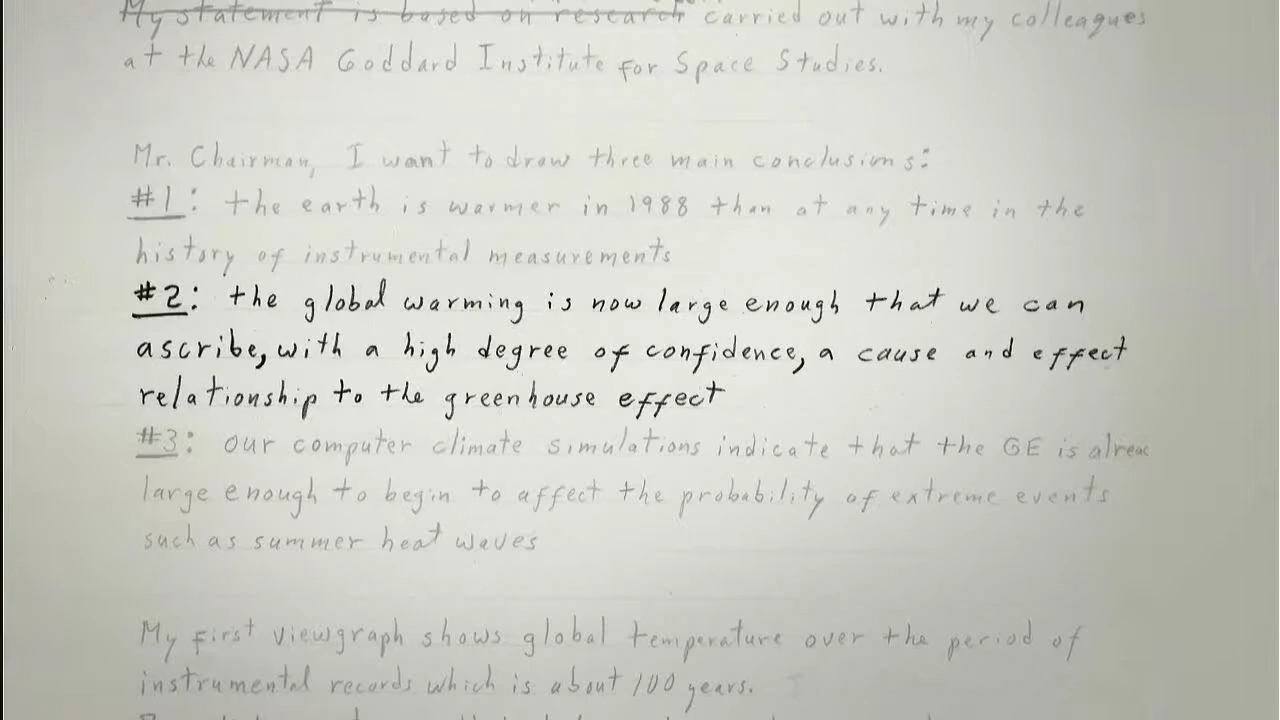 My statement is based on research carried out with my colleagues
at the NASA Goddard Institute for Space Studies.
Mr. Chairman, I want to draw three main conclusions:
#1: the earth is warmer in 1988 than at any time in the
history of instrumental measurements
#2: the global warming is now large enough that we can
ascribe, with a high degree of confidence, a cause and effect
relationship to the greenhouse effect
#3: our computer climate simulations indicate that the GE is alreac
large enough to begin to affect the probability of extreme events
such as summer heat waves
My first viewgraph shows global temperature over the period of
instrumental records which is about 100 years.